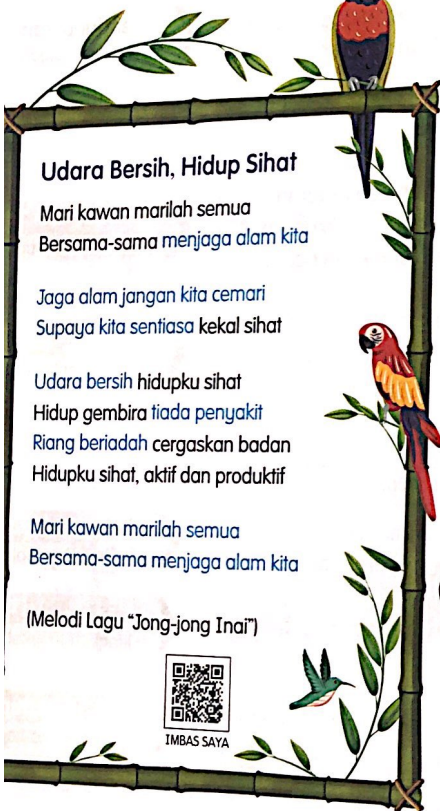 Udara Bersih, Hidup Sihat
Mari kawan marilah semua
Bersama-sama menjaga alam kita
Jaga alam jangan kita cemari
Supaya kita sentiasa kekal sihat
Udara bersih hidupku sihat
Hidup gembira tiada penyakit
Riang beriadah cergaskan badan
Hidupku sihat, aktif dan produktif
Mari kawan marilah semua
Bersama-sama menjaga alam kita
(Melodi Lagu “Jong-jong Inai”)
IMBAS SAYA